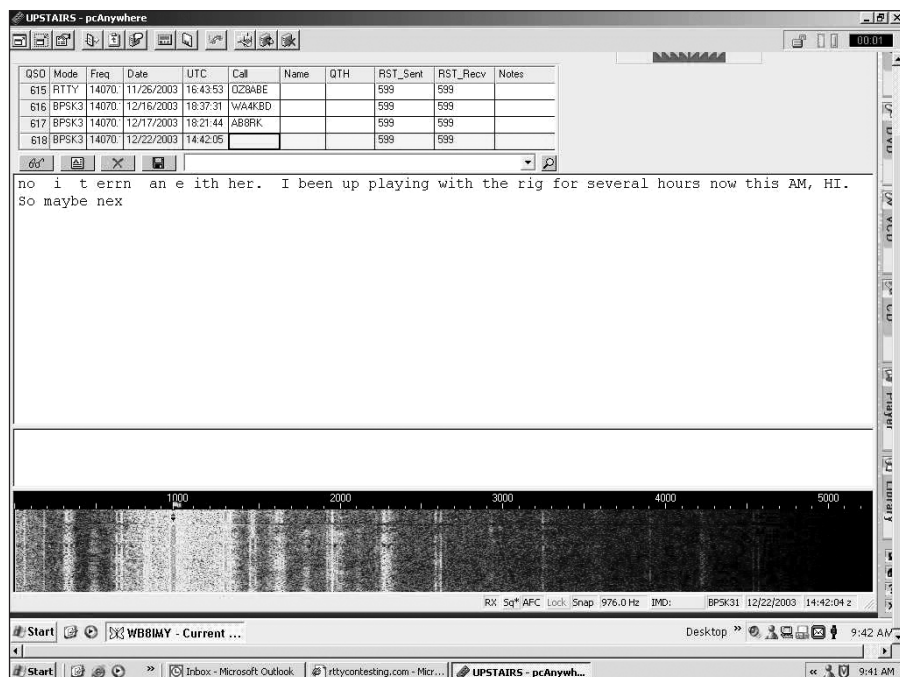 UPSTAIRS - pcAnywhere
00:01
QSO Mode Freq Date UTC Call Name QTH RST_Sent RST_Recv Notes
615 RTTY 14070. 11/26/2003 16:43:53 OZ8ABE 599 599
616 BPSK3 14070. 12/16/2003 18:37:31 WA4KBD 599 599
617 BPSK3 14070. 12/17/2003 18:21:44 AB8RK 599 599
618 BPSK3 14070. 12/22/2003 14:42:05 599 599
no i t errn an e ith her. I been up playing with the rig for several hours now this AM, HI.
So maybe nex
DVD
VCD
CD
Player
Library
1000 2000 3000 4000 5000
RX Sq* AFC Lock Snap 976.0 Hz IMD: BPSK31 12/22/2003 14:42:04 z
Start WB8IMY - Current ... Desktop » 9:42 AM
Start » Inbox - Microsoft Outlook rttycontesting.com - Micr... UPSTAIRS - pcAnywh... « 9:41 AM